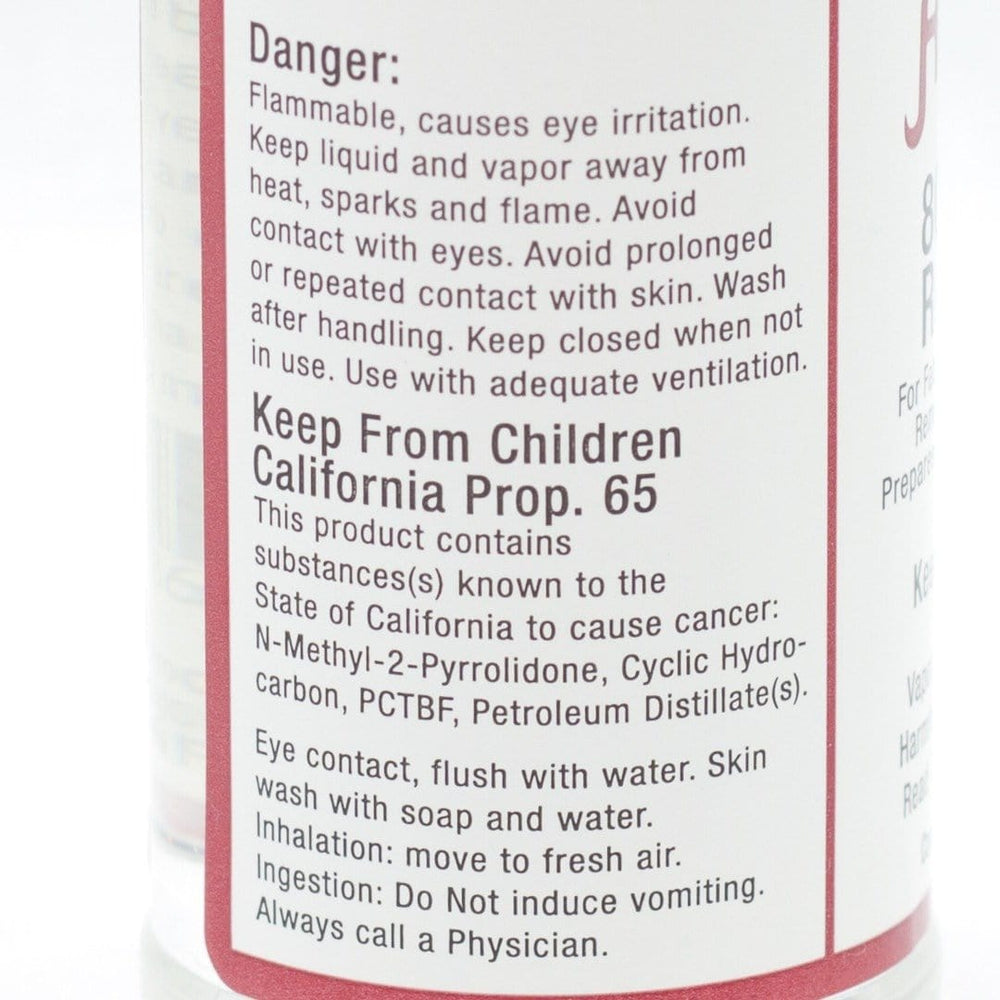 Danger:
Flammable, causes eye irritation.
Keep liquid and vapor away from
heat, sparks and flame. Avoid
contact with eyes. Avoid prolonged
or repeated contact with skin. Wash
after handling. Keep closed when not
in use. Use with adequate ventilation.
Keep From Children
California Prop. 65
This product contains
substances(s) known to the
State of California to cause cancer:
N-Methyl-2-Pyrrolidone, Cyclic Hydro-
carbon, PCTBF, Petroleum Distillate(s).
Eye contact, flush with water. Skin
wash with soap and water.
Inhalation: move to fresh air.
Ingestion: Do Not induce vomiting.
Always call a Physician.
For